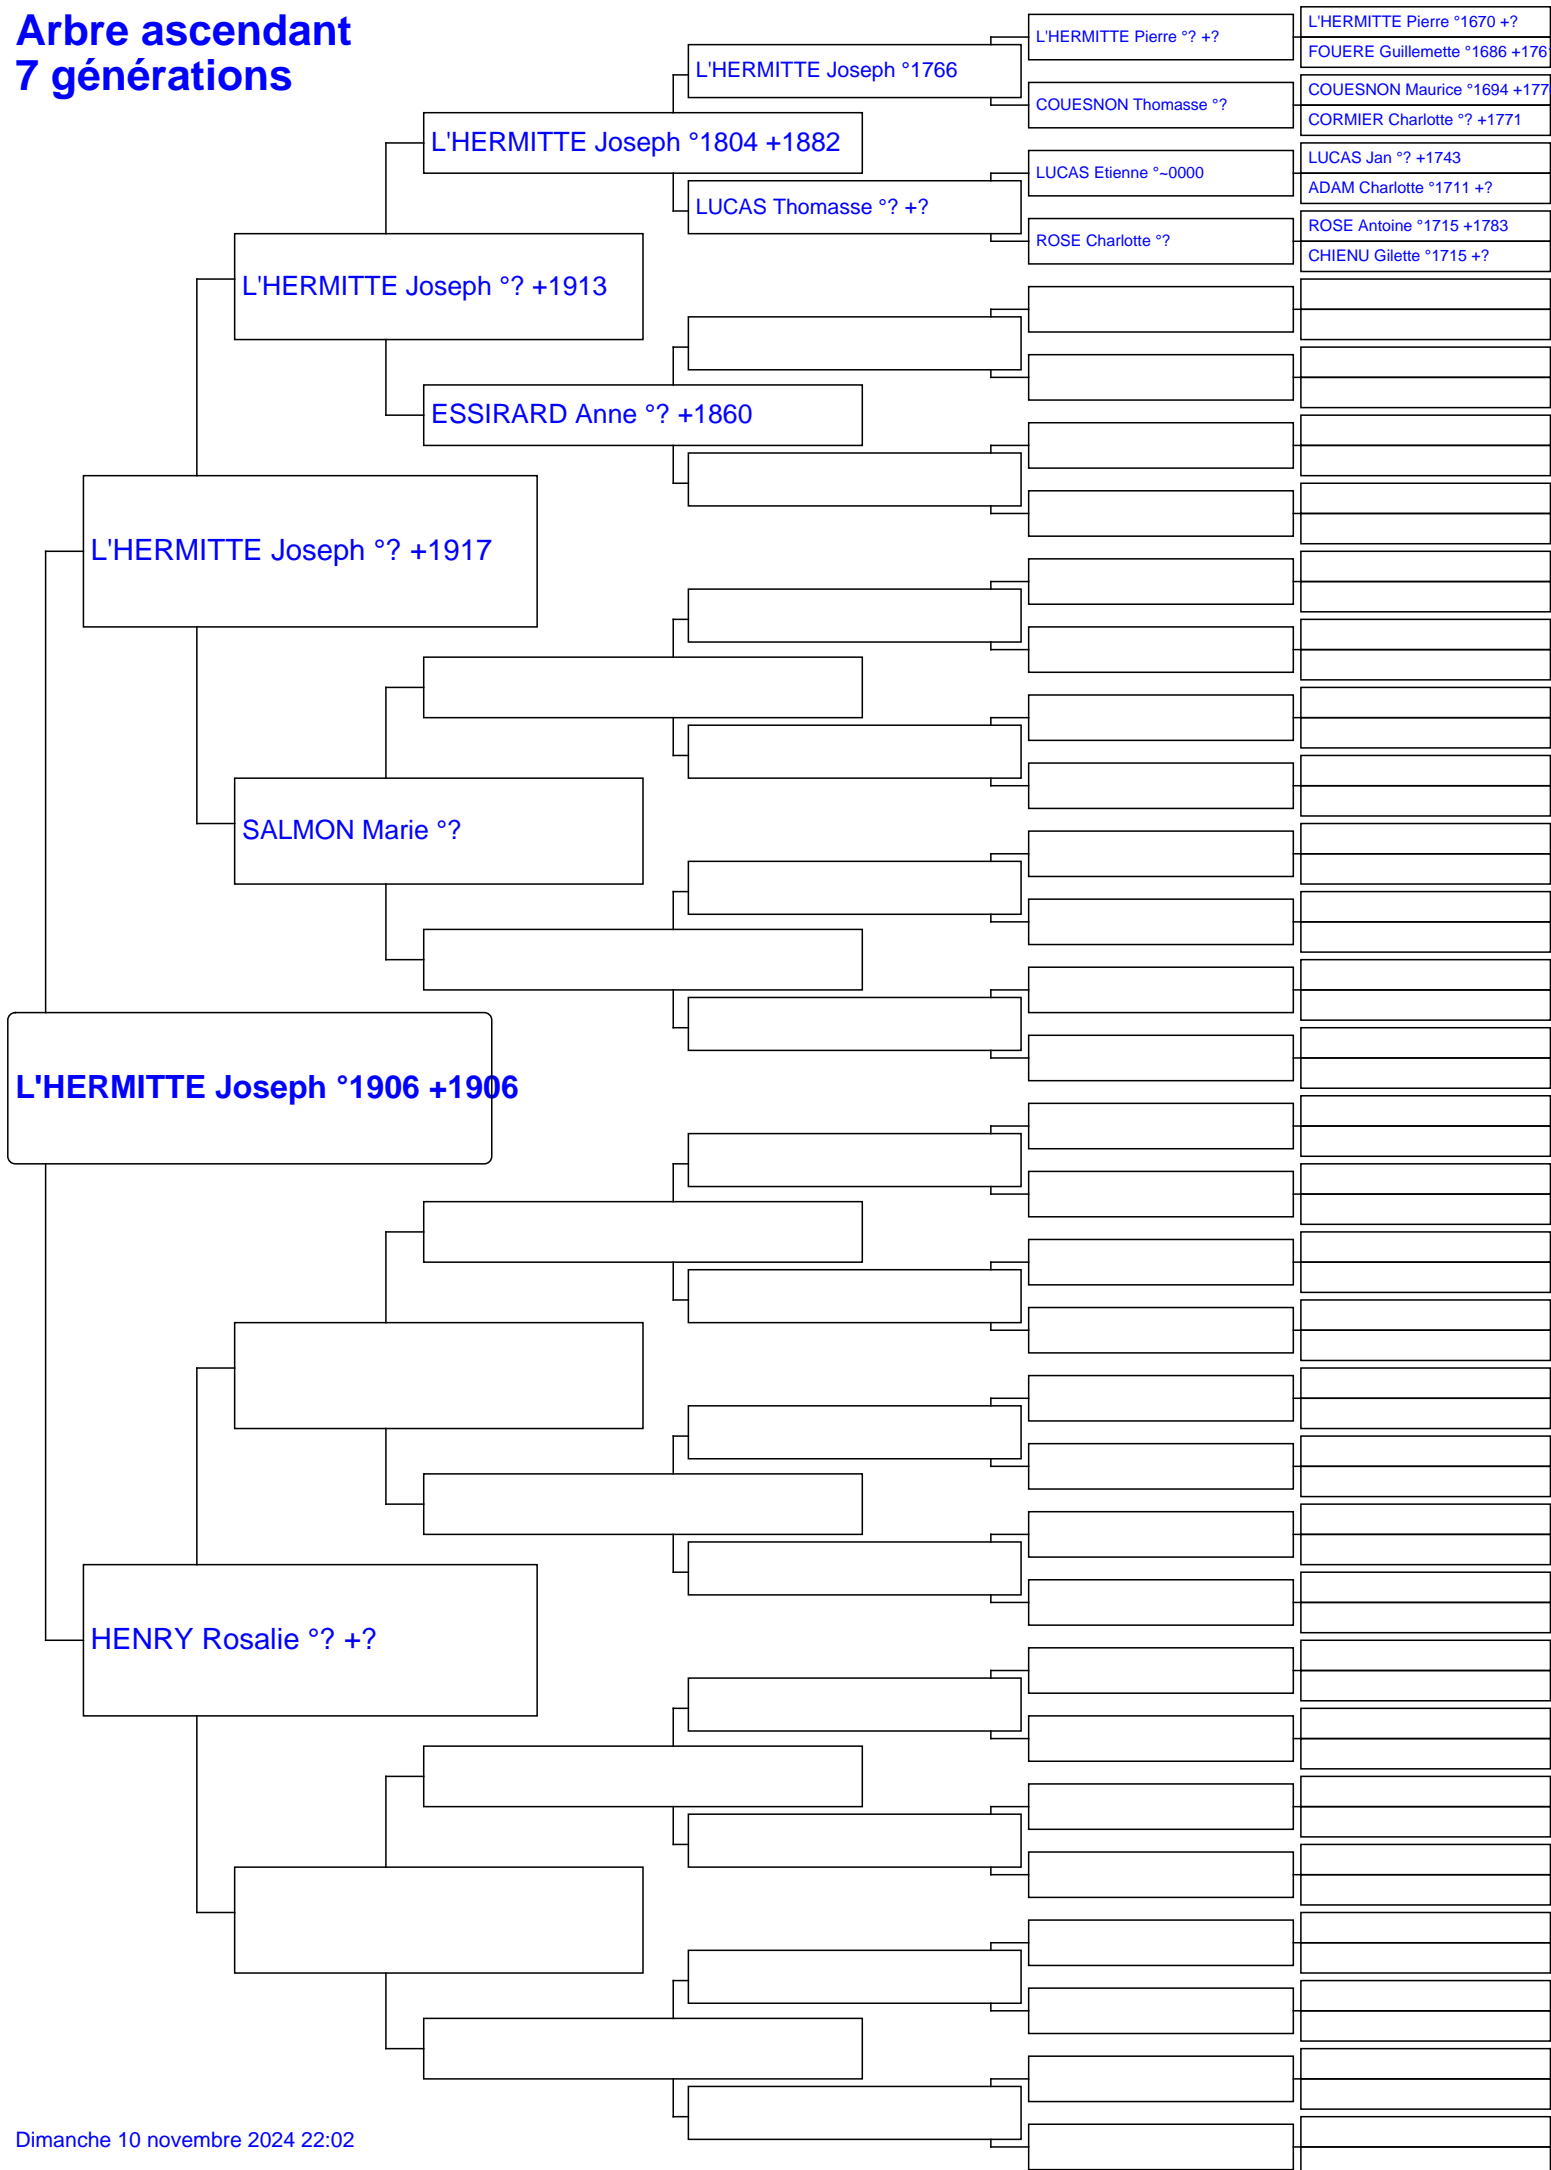 Arbre ascendant
7 générations
L'HERMITTE Joseph °1906 +1906
L'HERMITTE Joseph °? +1917
HENRY Rosalie °? +?
L'HERMITTE Joseph °? +1913
SALMON Marie °?
L'HERMITTE Joseph °1804 +1882
ESSIRARD Anne °? +1860
L'HERMITTE Joseph °1766
LUCAS Thomasse °? +?
L'HERMITTE Pierre °? +?
COUESNON Thomasse °?
LUCAS Etienne °~0000
ROSE Charlotte °?
L'HERMITTE Pierre °1670 +?
FOUERE Guillemette °1686 +176
COUESNON Maurice °1694 +177
CORMIER Charlotte °? +1771
LUCAS Jan °? +1743
ADAM Charlotte °1711 +?
ROSE Antoine °1715 +1783
CHIENU Gilette °1715 +?
Dimanche 10 novembre 2024 22:02